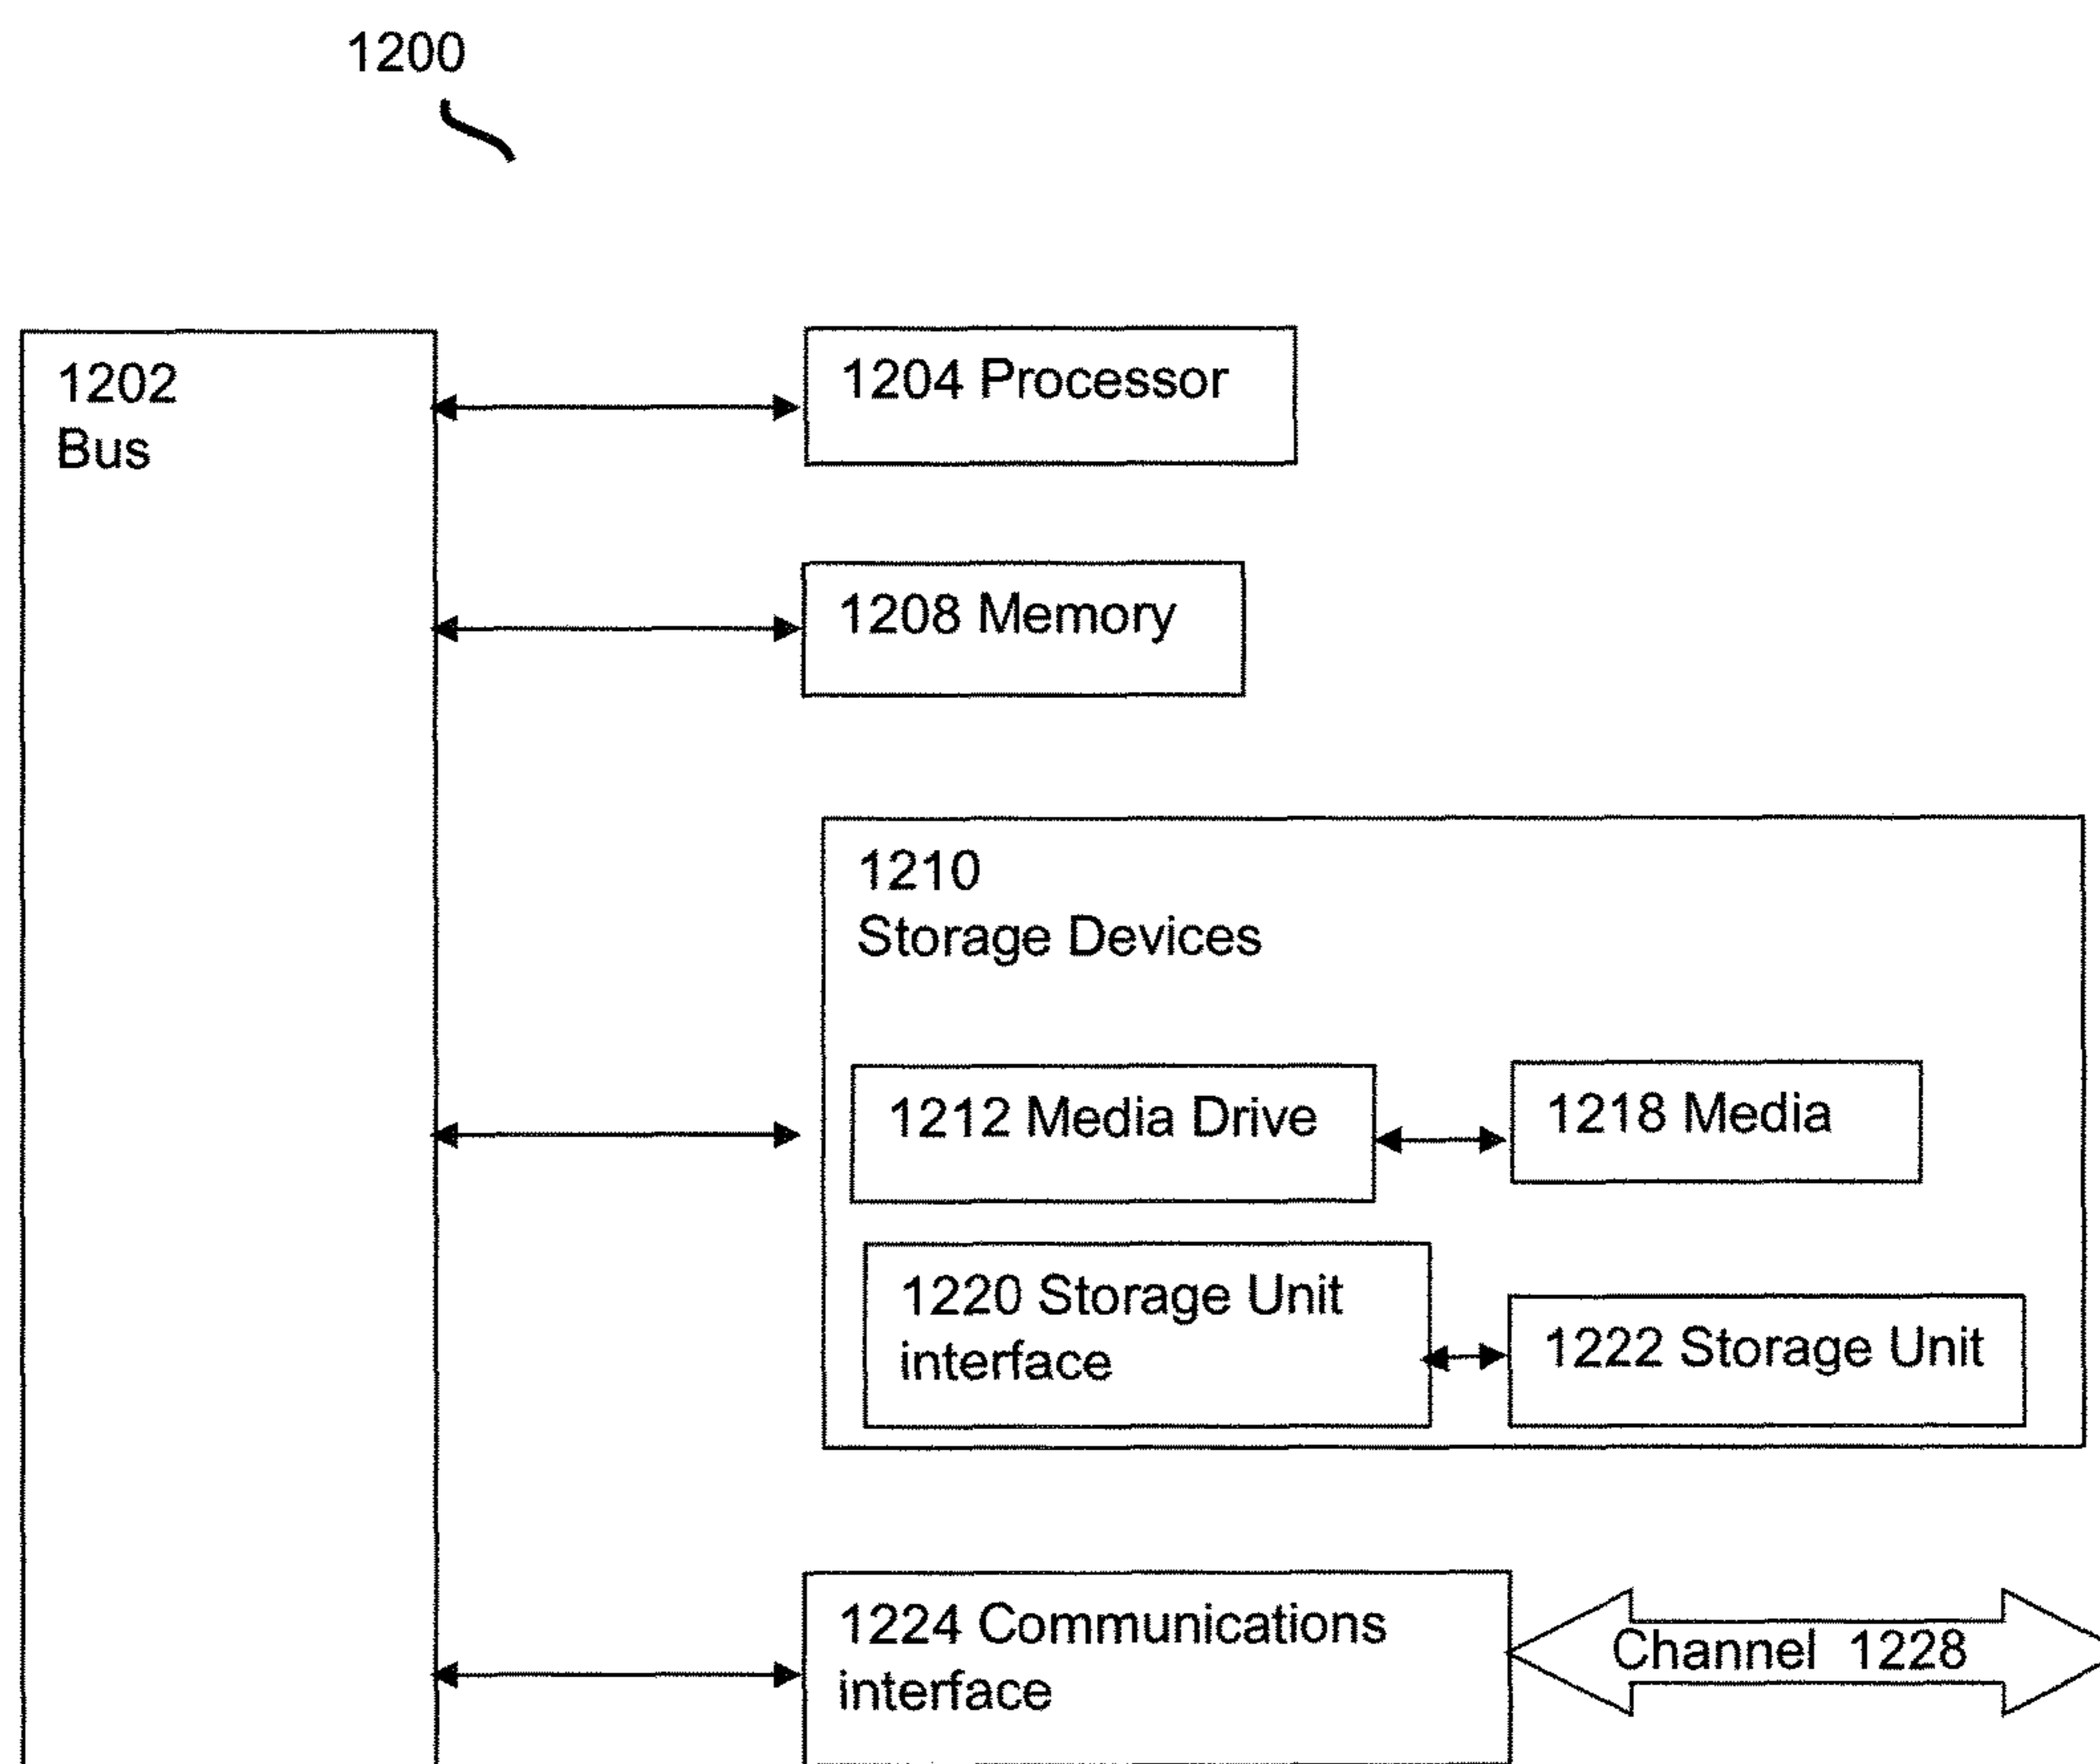 1200
1202
Bus
1204 Processor
1208 Memory
1210
Storage Devices
1212 Media Drive
1218 Media
1220 Storage Unit
interface
1222 Storage Unit
1224 Communications
interface
Channel 1228